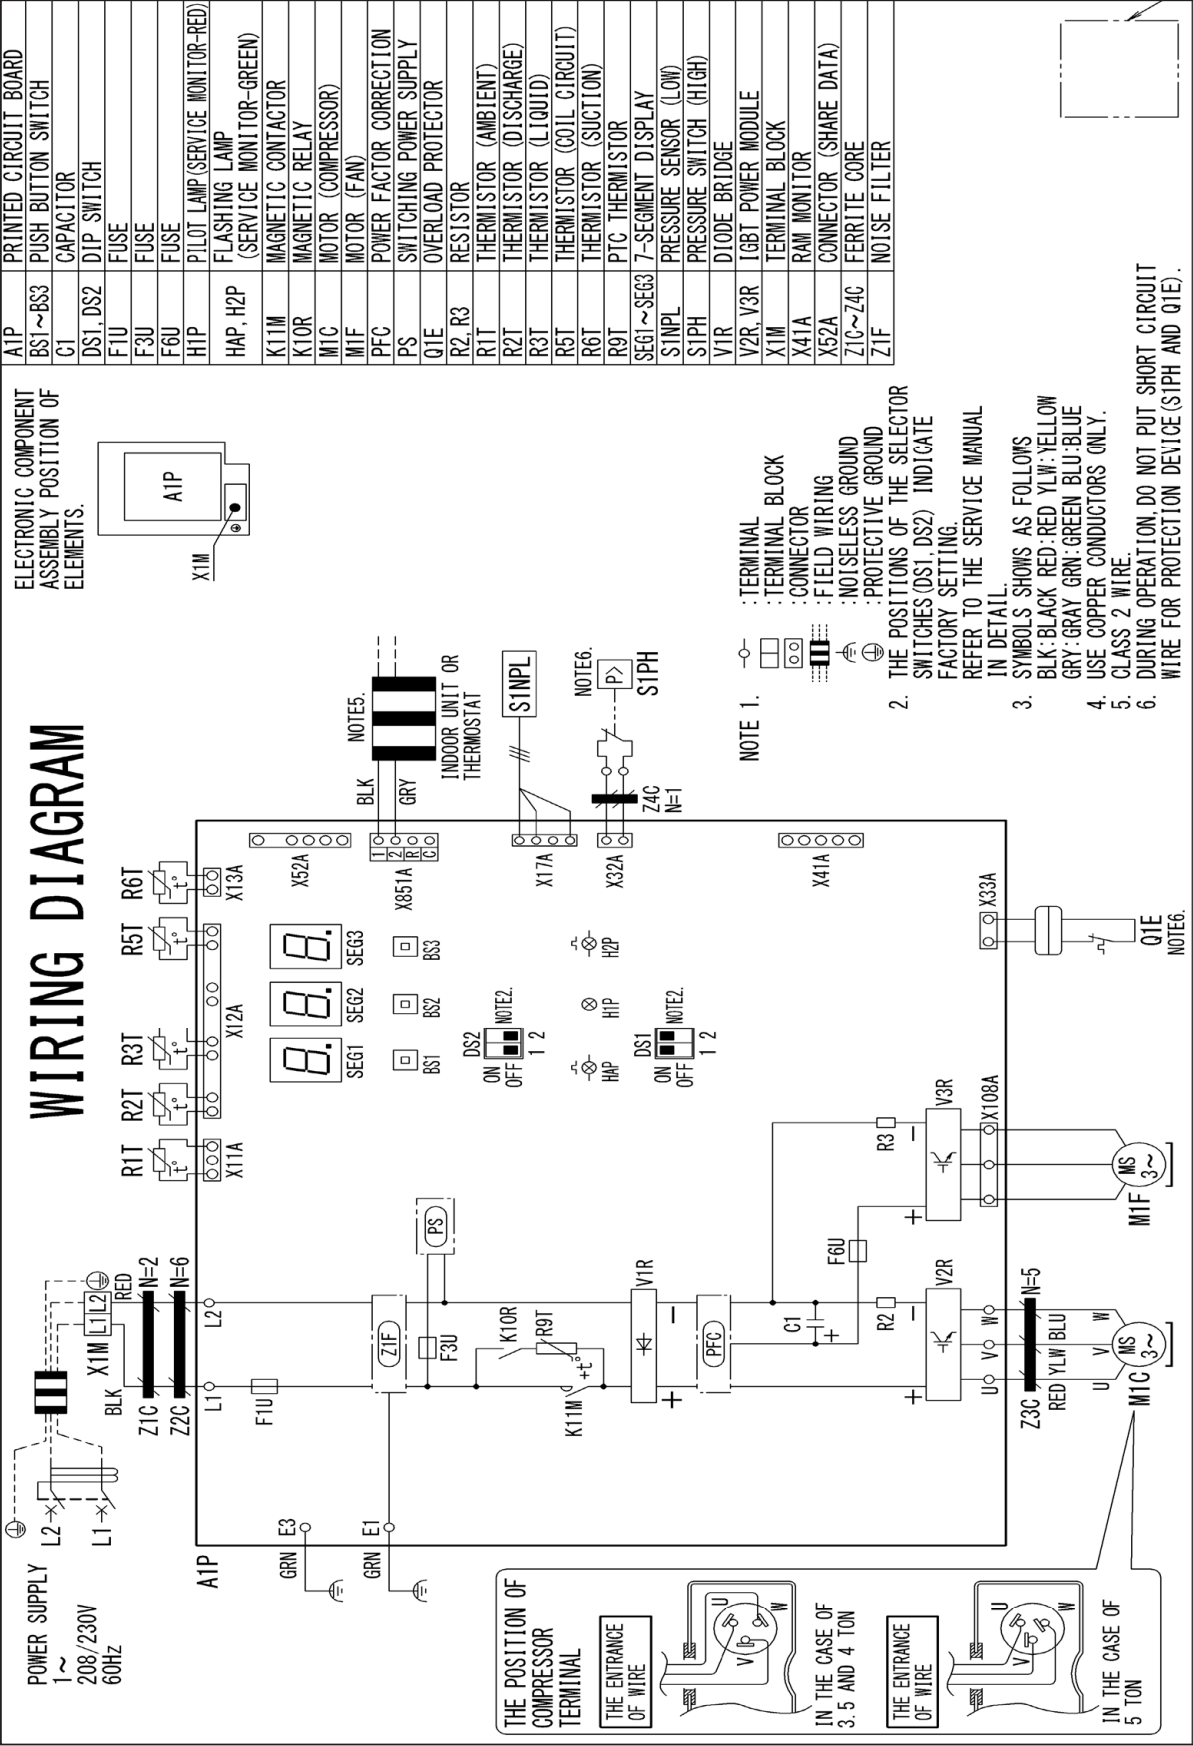 WIRING DIAGRAM
POWER SUPPLY
1~
208/230V
60Hz
L2
L1
X1M
L1 L2
BLK
RED
Z1C
N=2
Z2C
N=6
L1
L2
A1P
R1T
t°
X11A
R2T
t°
R3T
t°
X12A
R5T
t°
R6T
t°
X13A
F1U
E3
GRN
E1
GRN
Z1F
F3U
PS
K10R
R9T
+t°
K11M
V1R
+
-
PFC
C1
+
R2
R3
F6U
+
-
V2R
+
-
V3R
X108A
U
V
W
Z3C
N=5
RED YLW BLU
U
V
W
M1C
MS
3~
M1F
MS
3~
SEG1
SEG2
SEG3
BS1
BS2
BS3
DS2
NOTE2.
ON
OFF
1 2
HAP
H1P
H2P
DS1
NOTE2.
ON
OFF
1 2
X52A
X851A
1
2
R
C
BLK
GRY
NOTE5.
INDOOR UNIT OR
THERMOSTAT
X17A
S1NPL
X32A
Z4C
N=1
NOTE6.
P>
S1PH
X41A
X33A
Q1E
NOTE6.
THE POSITION OF
COMPRESSOR
TERMINAL
THE ENTRANCE
OF WIRE
U
V
W
IN THE CASE OF
3.5 AND 4 TON
THE ENTRANCE
OF WIRE
U
V
W
IN THE CASE OF
5 TON
ELECTRONIC COMPONENT
ASSEMBLY POSITION OF
ELEMENTS.
A1P
X1M
NOTE 1.
:TERMINAL
:TERMINAL BLOCK
:CONNECTOR
:FIELD WIRING
:NOISELESS GROUND
:PROTECTIVE GROUND
2. THE POSITIONS OF THE SELECTOR
SWITCHES(DS1,DS2) INDICATE
FACTORY SETTING.
REFER TO THE SERVICE MANUAL
IN DETAIL.
3. SYMBOLS SHOWS AS FOLLOWS
BLK:BLACK RED:RED YLW:YELLOW
GRY:GRAY GRN:GREEN BLU:BLUE
4. USE COPPER CONDUCTORS ONLY.
5. CLASS 2 WIRE.
6. DURING OPERATION,DO NOT PUT SHORT CIRCUIT
WIRE FOR PROTECTION DEVICE(S1PH AND Q1E).
A1P PRINTED CIRCUIT BOARD
BS1~BS3 PUSH BUTTON SWITCH
C1 CAPACITOR
DS1,DS2 DIP SWITCH
F1U FUSE
F3U FUSE
F6U FUSE
H1P PILOT LAMP(SERVICE MONITOR-RED)
HAP,H2P FLASHING LAMP
(SERVICE MONITOR-GREEN)
K11M MAGNETIC CONTACTOR
K10R MAGNETIC RELAY
M1C MOTOR (COMPRESSOR)
M1F MOTOR (FAN)
PFC POWER FACTOR CORRECTION
PS SWITCHING POWER SUPPLY
Q1E OVERLOAD PROTECTOR
R2,R3 RESISTOR
R1T THERMISTOR (AMBIENT)
R2T THERMISTOR (DISCHARGE)
R3T THERMISTOR (LIQUID)
R5T THERMISTOR (COIL CIRCUIT)
R6T THERMISTOR (SUCTION)
R9T PTC THERMISTOR
SEG1~SEG3 7-SEGMENT DISPLAY
S1NPL PRESSURE SENSOR (LOW)
S1PH PRESSURE SWITCH (HIGH)
V1R DIODE BRIDGE
V2R,V3R IGBT POWER MODULE
X1M TERMINAL BLOCK
X41A RAM MONITOR
X52A CONNECTOR (SHARE DATA)
Z1C~Z4C FERRITE CORE
Z1F NOISE FILTER